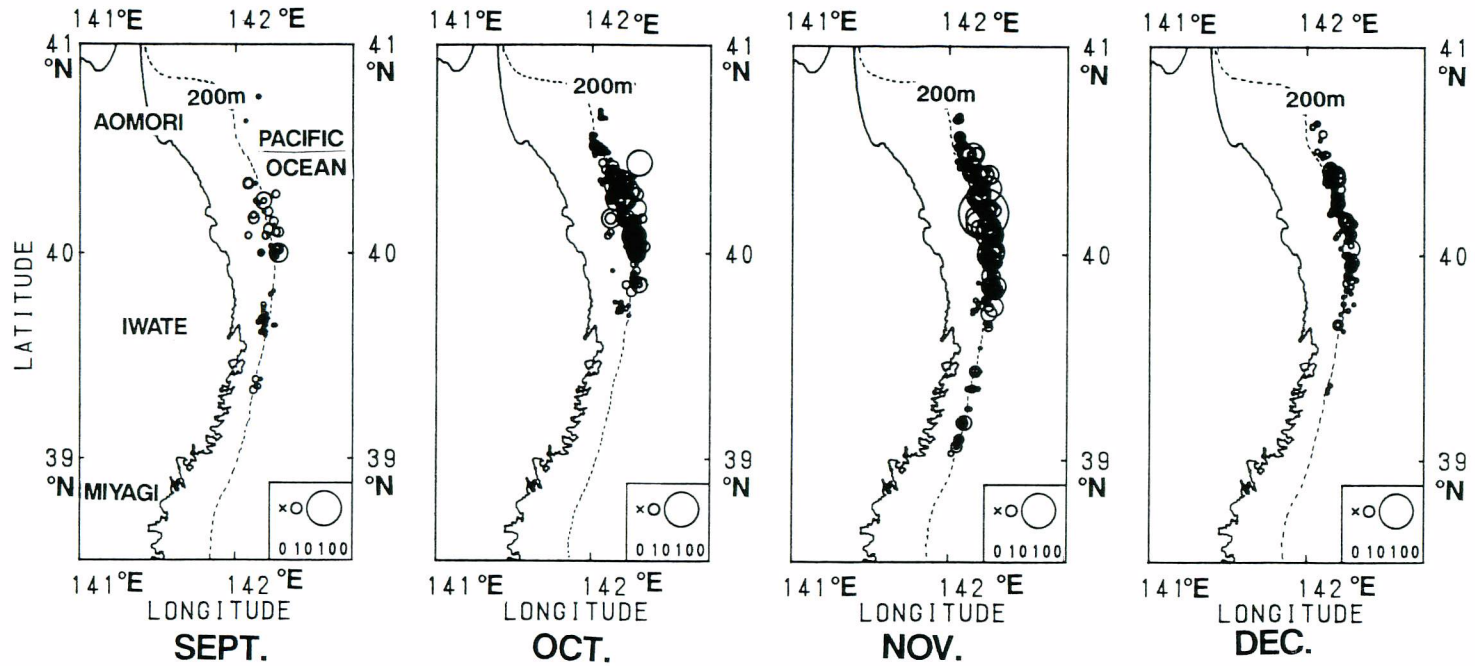 141°E 142°E
41 °N
200m
AOMORI
PACIFIC
OCEAN
LATITUDE
40
IWATE
39 °N
MIYAGI
× 0 10 100
141°E 142°E
LONGITUDE
SEPT.
141°E 142°E
41 °N
200m
40
39 °N
× 0 10 100
141°E 142°E
LONGITUDE
OCT.
141°E 142°E
41 °N
200m
40
39 °N
× 0 10 100
141°E 142°E
LONGITUDE
NOV.
141°E 142°E
41 °N
200m
40
39 °N
× 0 10 100
141°E 142°E
LONGITUDE
DEC.
41 °N
40
39 °N